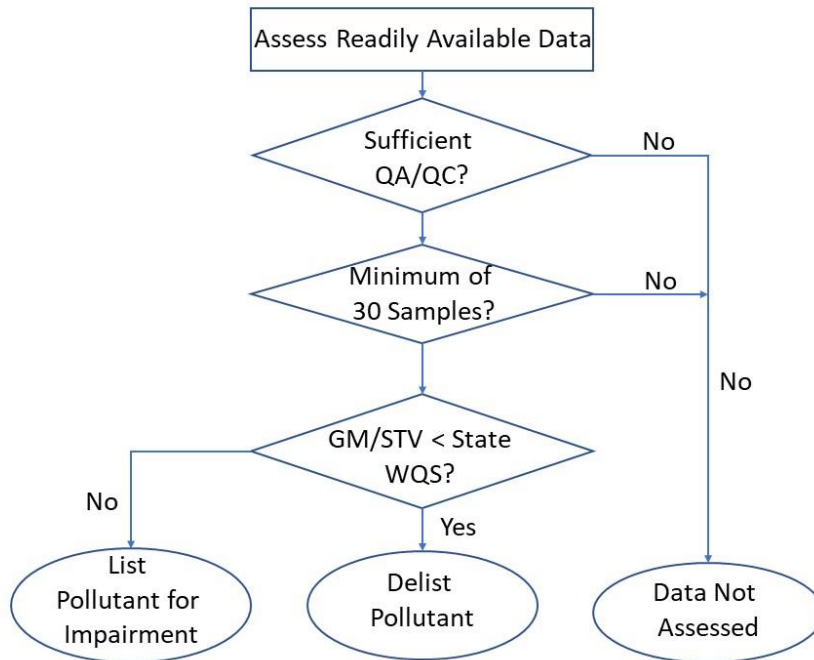 Assess Readily Available Data
Sufficient
QA/QC?
No
Minimum of
30 Samples?
No
No
GM/STV < State
WQS?
No
Yes
List
Pollutant for
Impairment
Delist
Pollutant
Data Not
Assessed